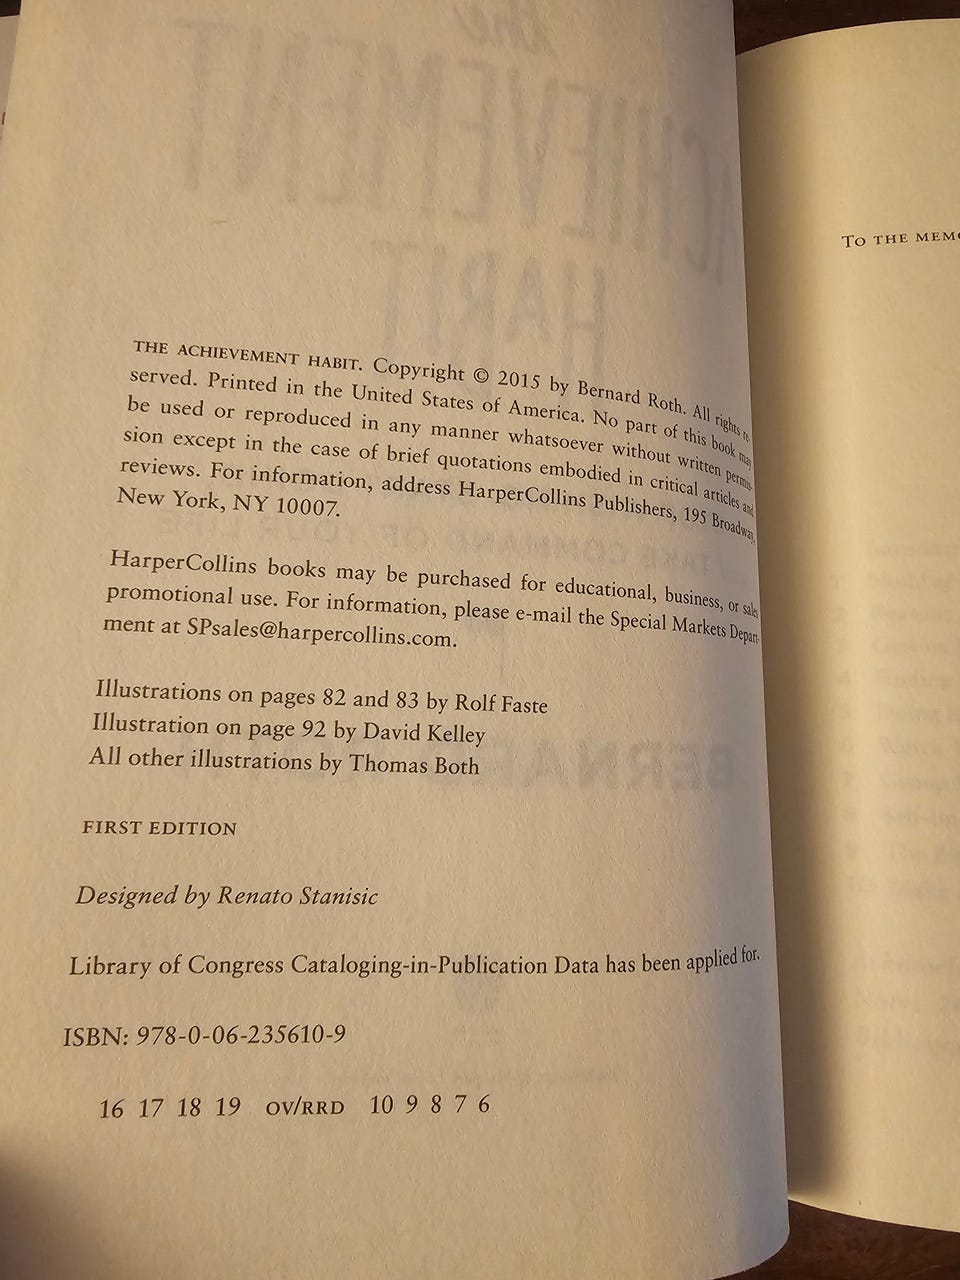 THE ACHIEVEMENT HABIT. Copyright © 2015 by Bernard Roth. All rights re-
served. Printed in the United States of America. No part of this book may
be used or reproduced in any manner whatsoever without written permis-
sion except in the case of brief quotations embodied in critical articles and
reviews. For information, address HarperCollins Publishers, 195 Broadway,
New York, NY 10007.
HarperCollins books may be purchased for educational, business, or sales
promotional use. For information, please e-mail the Special Markets Depart-
ment at SPsales@harpercollins.com.
Illustrations on pages 82 and 83 by Rolf Faste
Illustration on page 92 by David Kelley
All other illustrations by Thomas Both
FIRST EDITION
Designed by Renato Stanisic
Library of Congress Cataloging-in-Publication Data has been applied for.
ISBN: 978-0-06-235610-9
16 17 18 19 OV/RRD 10 9 8 7 6
TO THE MEMO